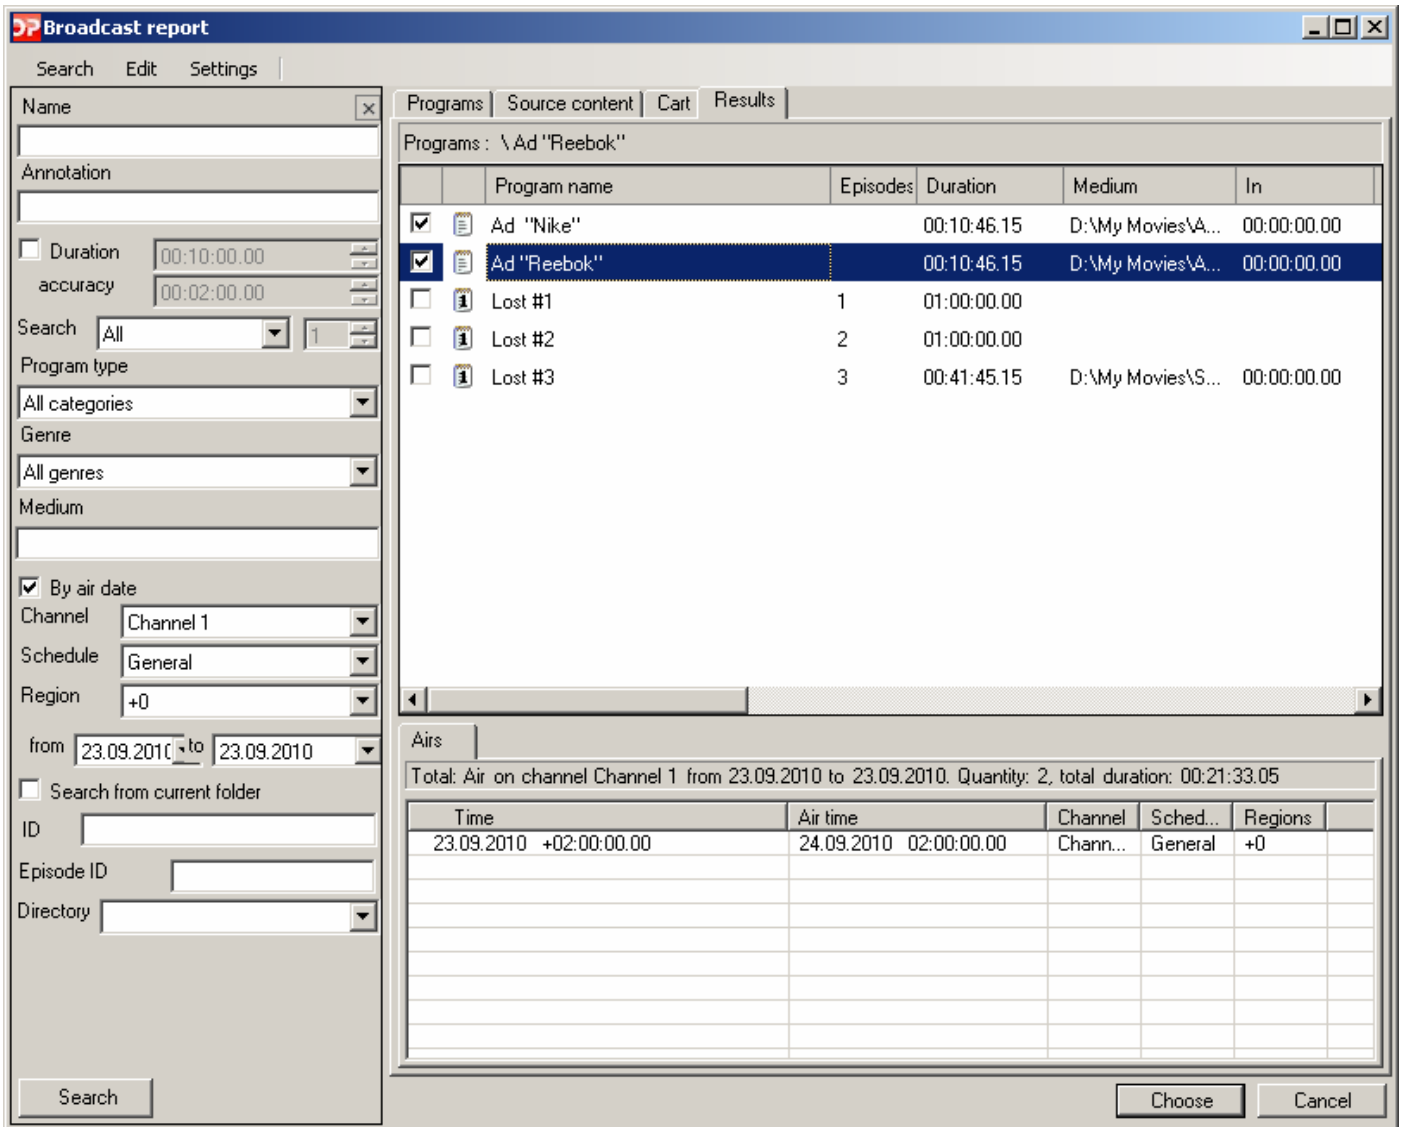 Broadcast report
Search Edit Settings
Name
Annotation
Duration 00:10:00.00
accuracy 00:02:00.00
Search All 1
Program type
All categories
Genre
All genres
Medium
By air date
Channel Channel 1
Schedule General
Region +0
from 23.09.2010 to 23.09.2010
Search from current folder
ID
Episode ID
Directory
Search
Programs Source content Cart Results
Programs : \ Ad "Reebok"
Program name Episodes Duration Medium In
Ad "Nike" 00:10:46.15 D:\My Movies\A... 00:00:00.00
Ad "Reebok" 00:10:46.15 D:\My Movies\A... 00:00:00.00
Lost #1 1 01:00:00.00
Lost #2 2 01:00:00.00
Lost #3 3 00:41:45.15 D:\My Movies\S... 00:00:00.00
Airs
Total: Air on channel Channel 1 from 23.09.2010 to 23.09.2010. Quantity: 2, total duration: 00:21:33.05
Time Air time Channel Sched... Regions
23.09.2010 +02:00:00.00 24.09.2010 02:00:00.00 Chann... General +0
Choose Cancel